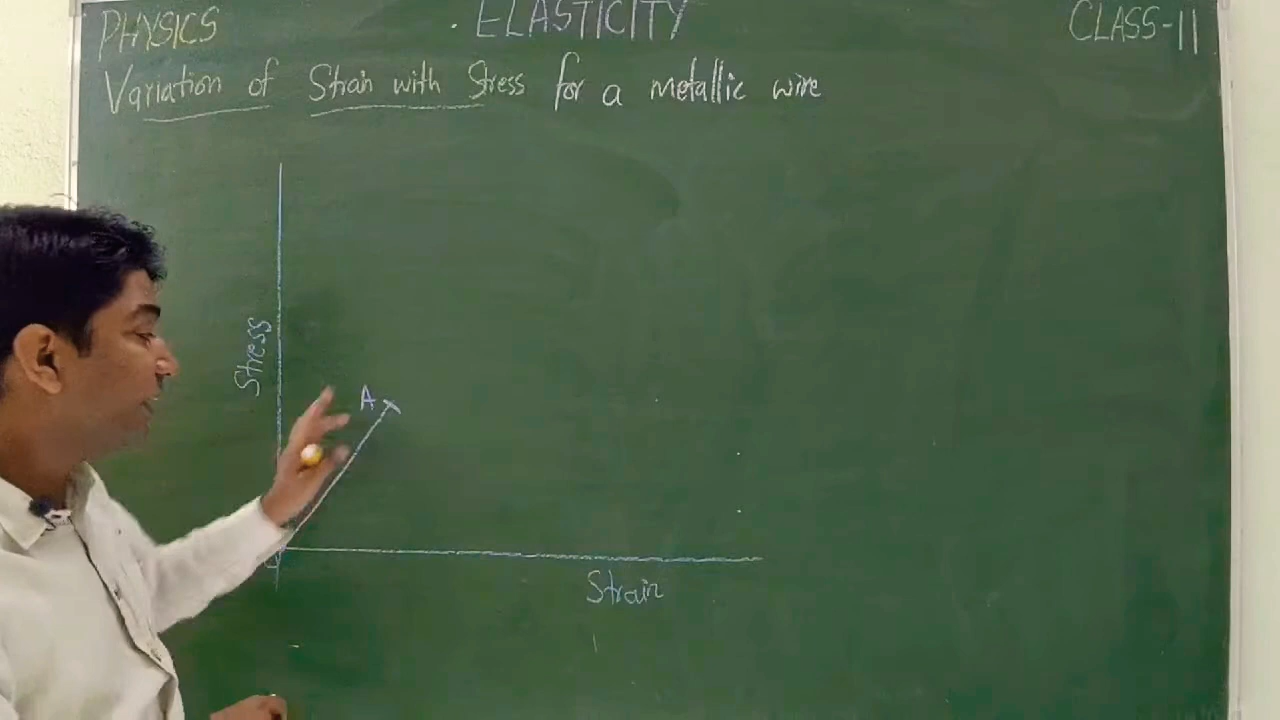 PHYSICS ELASTICITY CLASS-11
Variation of Strain with Stress for a metallic wire
Stress
A
O
Strain